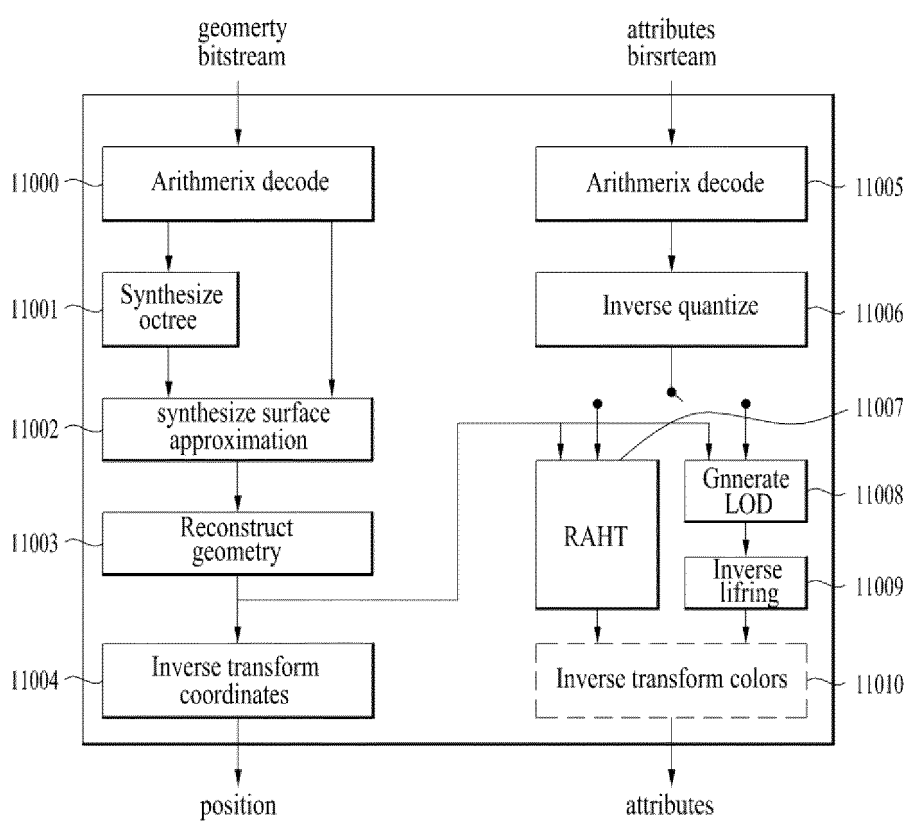 geomerty
bitstream
attributes
birsrteam
11000
Arithmerix decode
Arithmerix decode
11005
11001
Synthesize
octree
Inverse quantize
11006
11002
synthesize surface
approximation
11007
11003
Reconstruct
geometry
RAHT
Gnnerate
LOD
11008
Inverse
lifring
11009
11004
Inverse transform
coordinates
Inverse transform colors
11010
position
attributes